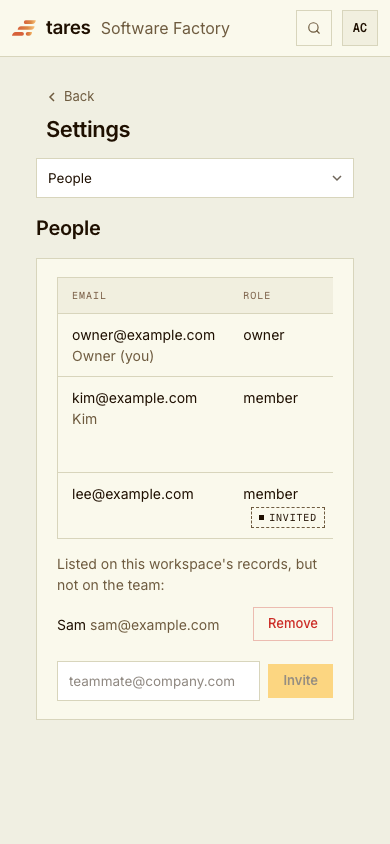 tares Software Factory AC
Back
Settings
People
People
EMAIL ROLE
owner@example.com owner
Owner (you)
kim@example.com member
Kim
lee@example.com member
INVITED
Listed on this workspace's records, but
not on the team:
Sam sam@example.com Remove
teammate@company.com Invite